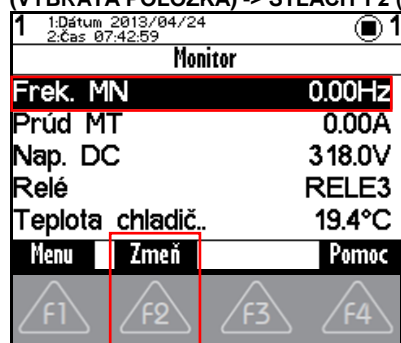 (VYBRATÁ POLOŽKA) -> STLAČIŤ F2 (
1 1:Dátum 2013/04/24 1
2:Čas 07:42:59
Monitor
Frek. MN 0.00Hz
Prúd MT 0.00A
Nap. DC 318.0V
Relé RELE3
Teplota chladič.. 19.4°C
Menu Zmeň Pomoc
F1 F2 F3 F4